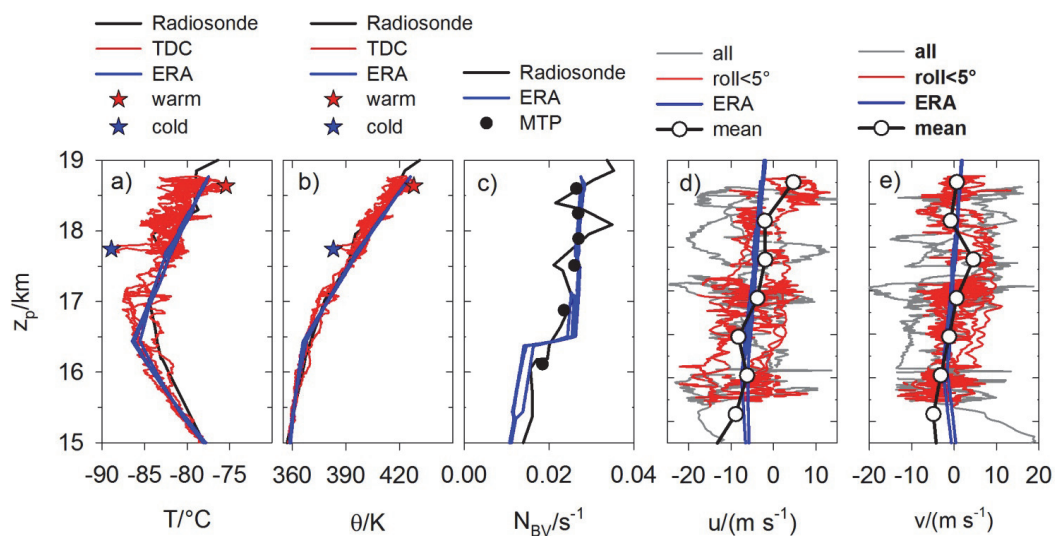 Radiosonde
TDC
ERA
warm
cold
Radiosonde
TDC
ERA
warm
cold
Radiosonde
ERA
MTP
all
roll<5°
ERA
mean
all
roll<5°
ERA
mean
a)
b)
c)
d)
e)
19
18
17
16
15
z_p/km
-90 -85 -80 -75
360 390 420
0.00 0.02 0.04
-20 -10 0 10
-20 -10 0 10 20
T/°C
θ/K
N_BV/s⁻¹
u/(m s⁻¹)
v/(m s⁻¹)